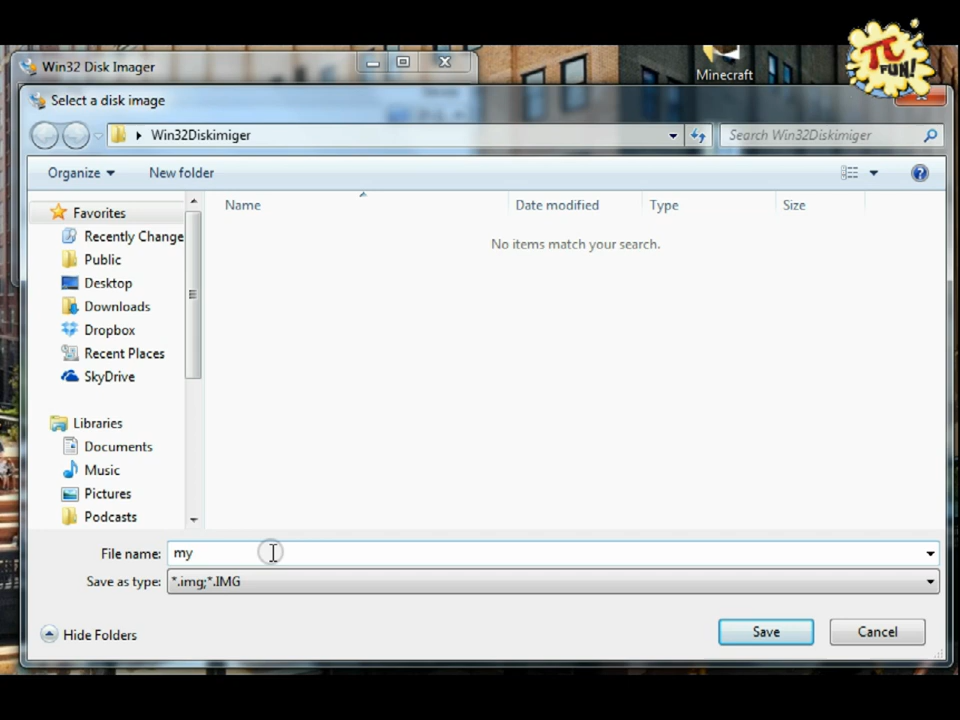 Win32 Disk Imager
Minecraft
TC
FUN!
Select a disk image
Win32Diskimiger
Search Win32Diskimiger
Organize
New folder
Name
Date modified
Type
Size
No items match your search.
Favorites
Recently Change
Public
Desktop
Downloads
Dropbox
Recent Places
SkyDrive
Libraries
Documents
Music
Pictures
Podcasts
File name: my
Save as type: *.img;*.IMG
Hide Folders
Save
Cancel